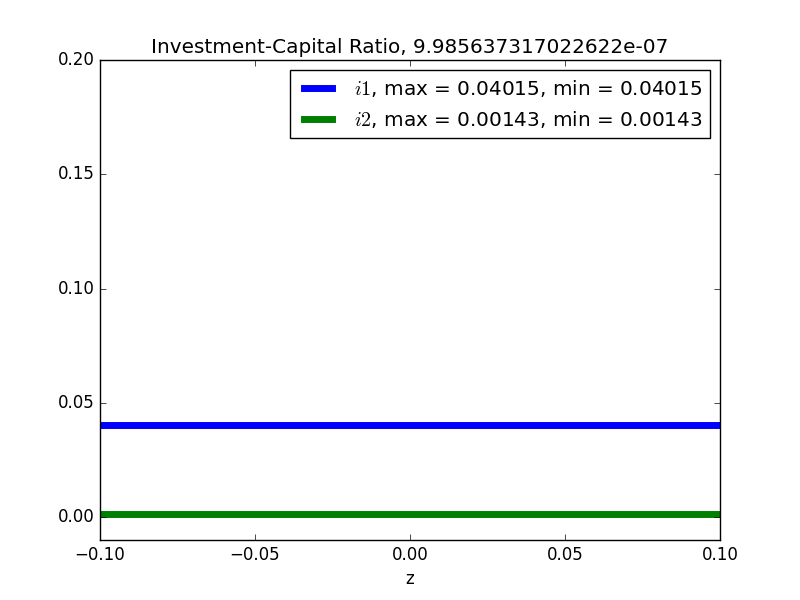 Investment-Capital Ratio, 9.985637317022622e-07
0.20
i1, max = 0.04015, min = 0.04015
i2, max = 0.00143, min = 0.00143
0.15
0.10
0.05
0.00
−0.10 −0.05 0.00 0.05 0.10
z